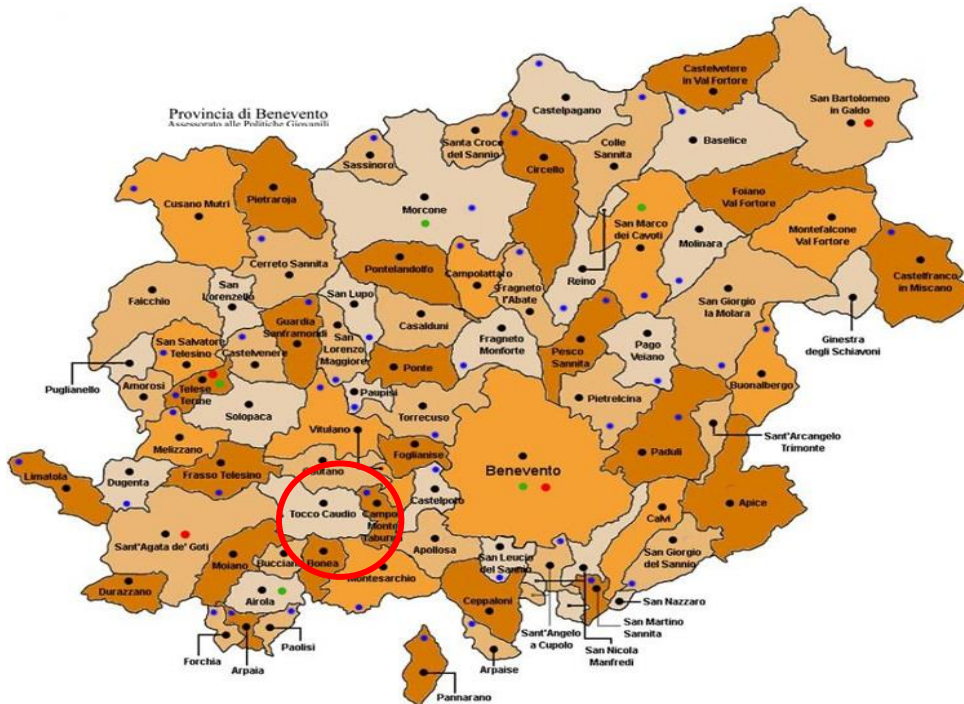 Provincia di Benevento
Assessorato alle Politiche Giovanili
Castelvetere
in Val Fortore
San Bartolomeo
in Galdo
Castelpagano
Santa Croce
del Sannio
Colle
Sannita
Baselice
Sassinoro
Circello
Foiano
Val Fortore
Pietraroja
Cusano Mutri
Morcone
San Marco
dei Cavoti
Molinara
Montefalcone
Val Fortore
Cerreto Sannita
Pontelandolfo
Campolattaro
Fragneto
l'Abate
Reino
Castelfranco
in Miscano
San
Lorenzello
Faicchio
San Lupo
Casalduni
San Giorgio
la Molara
Guardia
Sanframondi
San
Lorenzo
Maggiore
Fragneto
Monforte
Pago
Veiano
Ginestra
degli Schiavoni
San Salvatore
Telesino
Castelvenere
Pesco
Sannita
Puglianello
Amorosi
Telese
Terme
Ponte
Buonalbergo
Solopaca
Paupisi
Torrecuso
Pietrelcina
Vitulano
Sant'Arcangelo
Trimonte
Melizzano
Foglianise
Paduli
Limatola
Frasso Telesino
Benevento
Dugenta
Castelpoto
Apice
Tocco Caudio
Campo
Monte
Taburno
Calvi
Sant'Agata de' Goti
Apollosa
San Giorgio
del Sannio
Moiano
Bucciano
Bonea
San Leucio
del Sannio
Montesarchio
Durazzano
Airola
Ceppaloni
San Nazzaro
San Martino
Sannita
Sant'Angelo
a Cupolo
San Nicola
Manfredi
Forchia
Paolisi
Arpaia
Arpaise
Pannarano